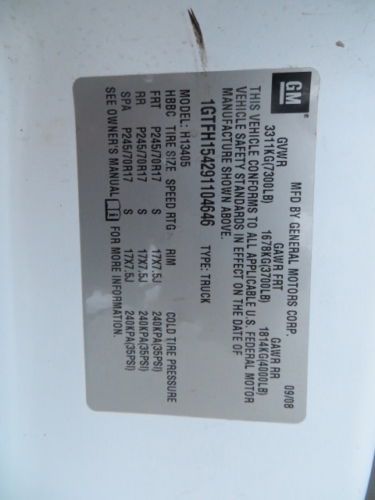 GM
MFD BY GENERAL MOTORS CORP. 09/08
GVWR GAWR FRT GAWR RR
3311KG(7300LB) 1678KG(3700LB) 1814KG(4000LB)
THIS VEHICLE CONFORMS TO ALL APPLICABLE U.S. FEDERAL MOTOR
VEHICLE SAFETY STANDARDS IN EFFECT ON THE DATE OF
MANUFACTURE SHOWN ABOVE.
1GTFH154291104646 TYPE: TRUCK
MODEL: H13405
HBBC TIRE SIZE SPEED RTG RIM COLD TIRE PRESSURE
FRT P245/70R17 S 17X7.5J 240KPA(35PSI)
RR P245/70R17 S 17X7.5J 240KPA(35PSI)
SPA P245/70R17 S 17X7.5J 240KPA(35PSI)
SEE OWNER'S MANUAL FOR MORE INFORMATION.